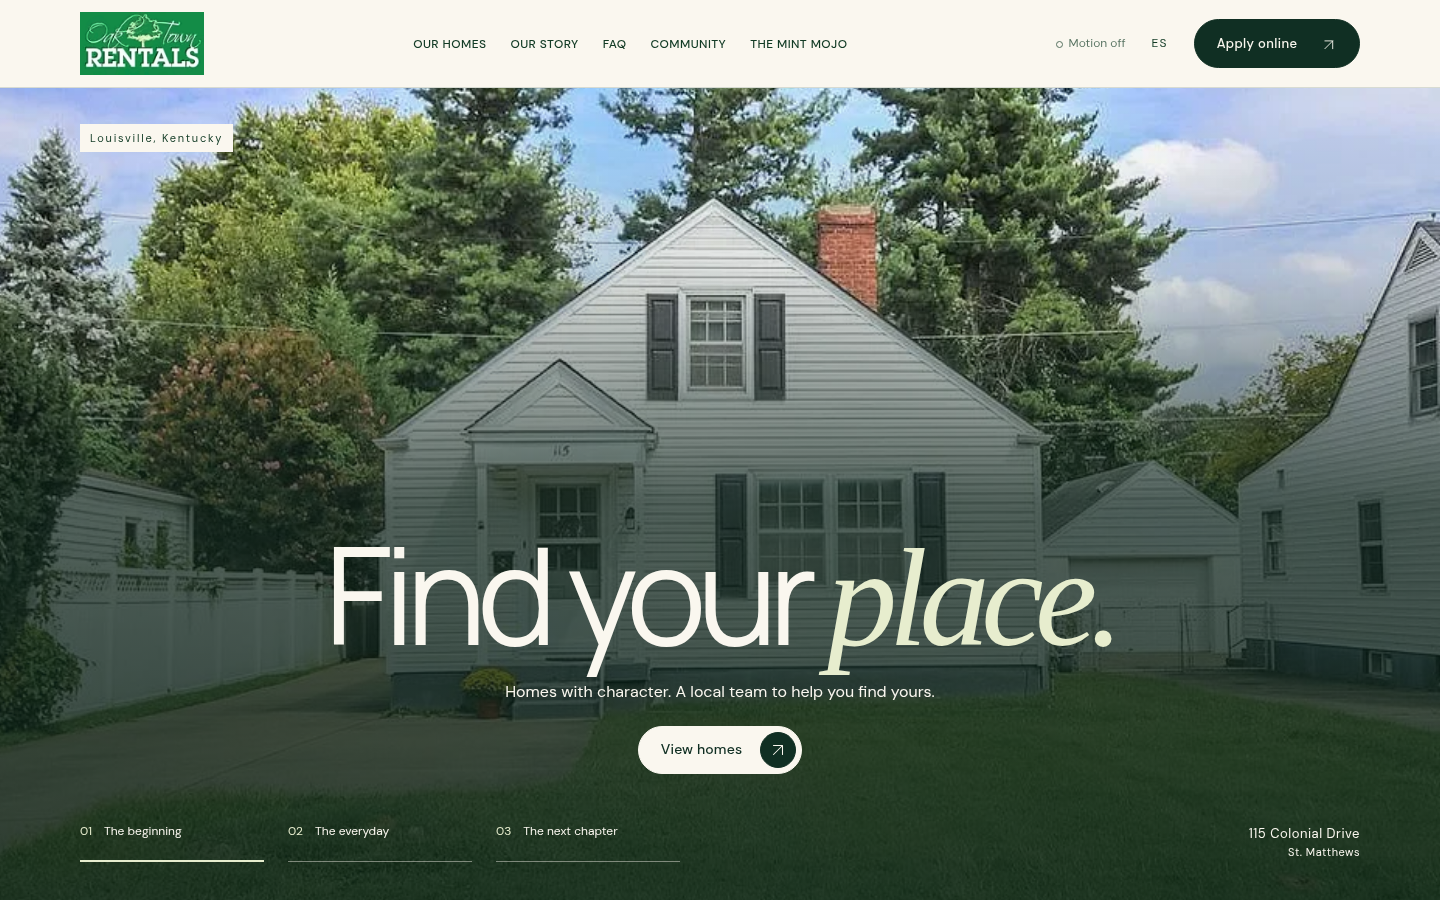 Oak Town
RENTALS
OUR HOMES
OUR STORY
FAQ
COMMUNITY
THE MINT MOJO
Motion off
ES
Apply online
Louisville, Kentucky
115
Find your place.
Homes with character. A local team to help you find yours.
View homes
01 The beginning
02 The everyday
03 The next chapter
115 Colonial Drive
St. Matthews